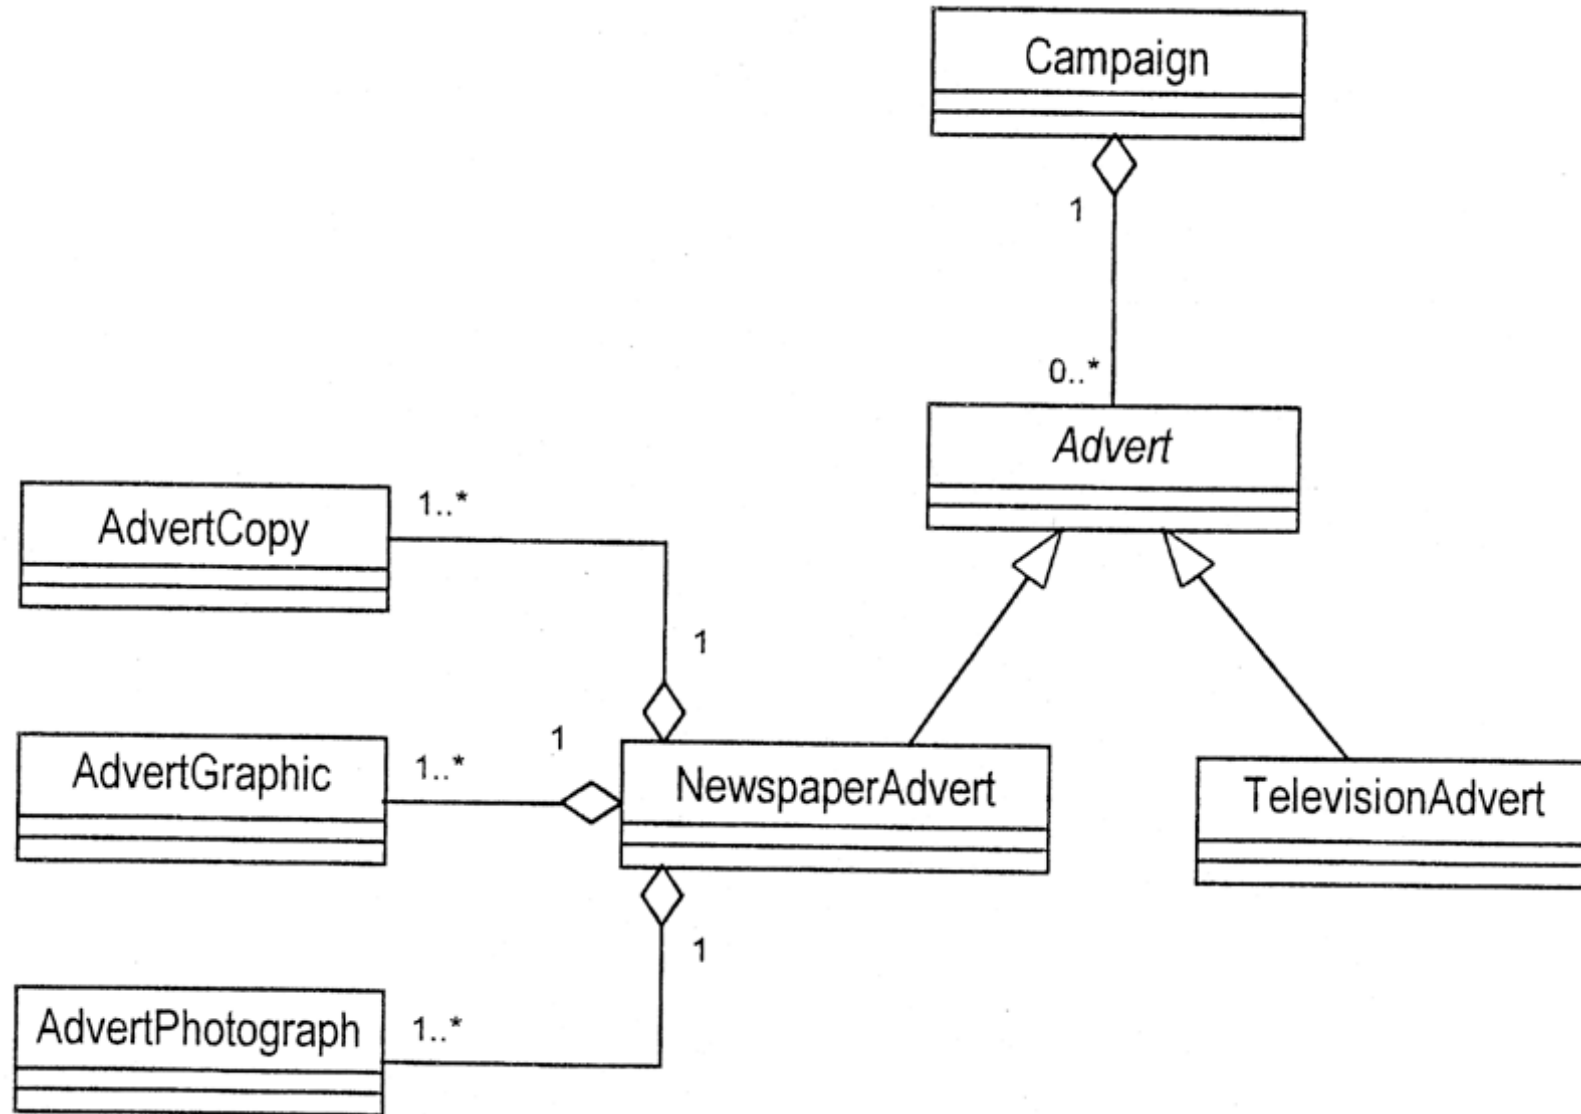 Campaign
1
0..*
Advert
AdvertCopy
1..*
1
AdvertGraphic
1..*
1
NewspaperAdvert
TelevisionAdvert
1
AdvertPhotograph
1..*